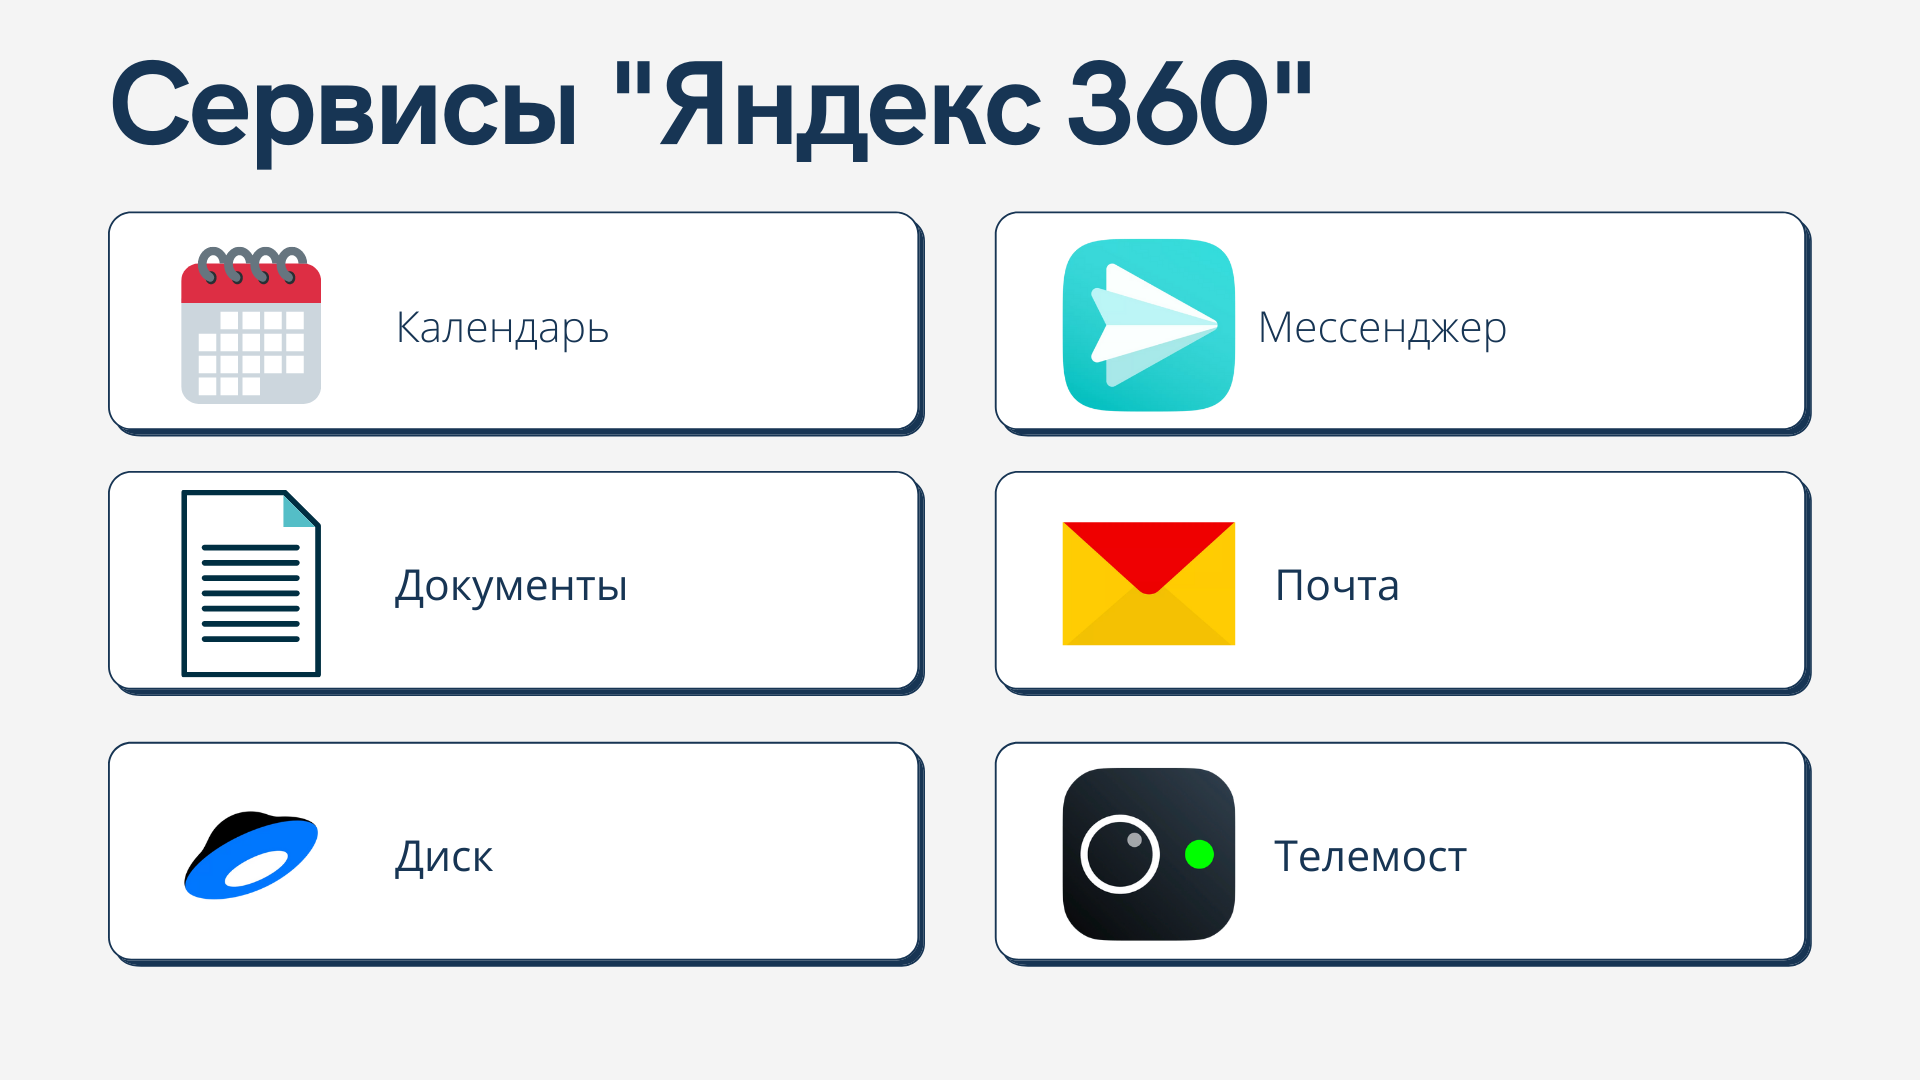 Сервисы "Яндекс 360"
Календарь
Мессенджер
Документы
Почта
Диск
Телемост